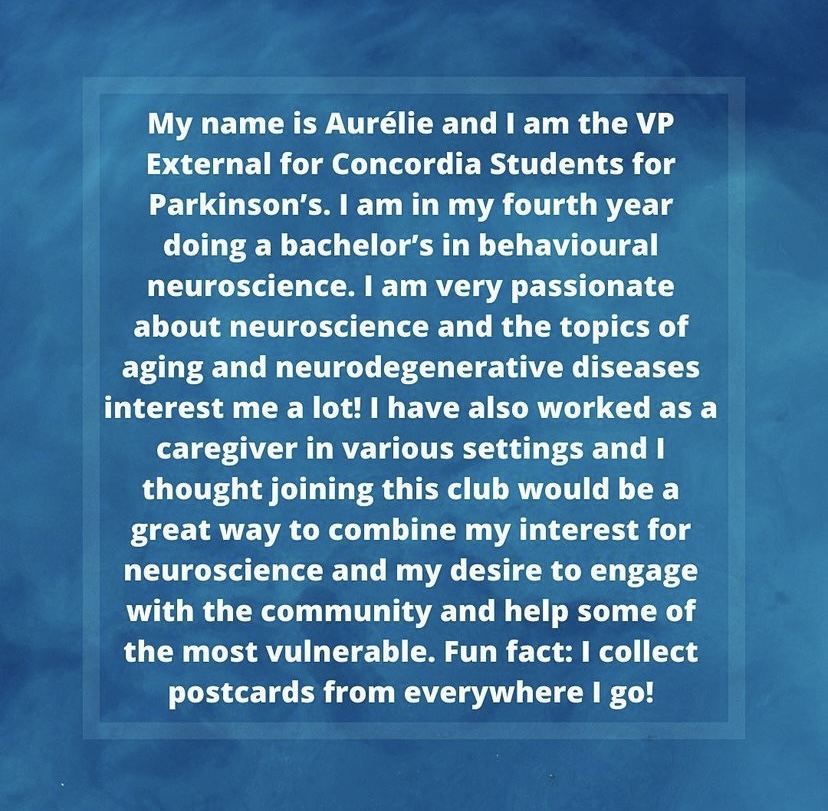 My name is Aurélie and I am the VP
External for Concordia Students for
Parkinson’s. I am in my fourth year
doing a bachelor’s in behavioural
neuroscience. I am very passionate
about neuroscience and the topics of
aging and neurodegenerative diseases
interest me a lot! I have also worked as a
caregiver in various settings and I
thought joining this club would be a
great way to combine my interest for
neuroscience and my desire to engage
with the community and help some of
the most vulnerable. Fun fact: I collect
postcards from everywhere I go!